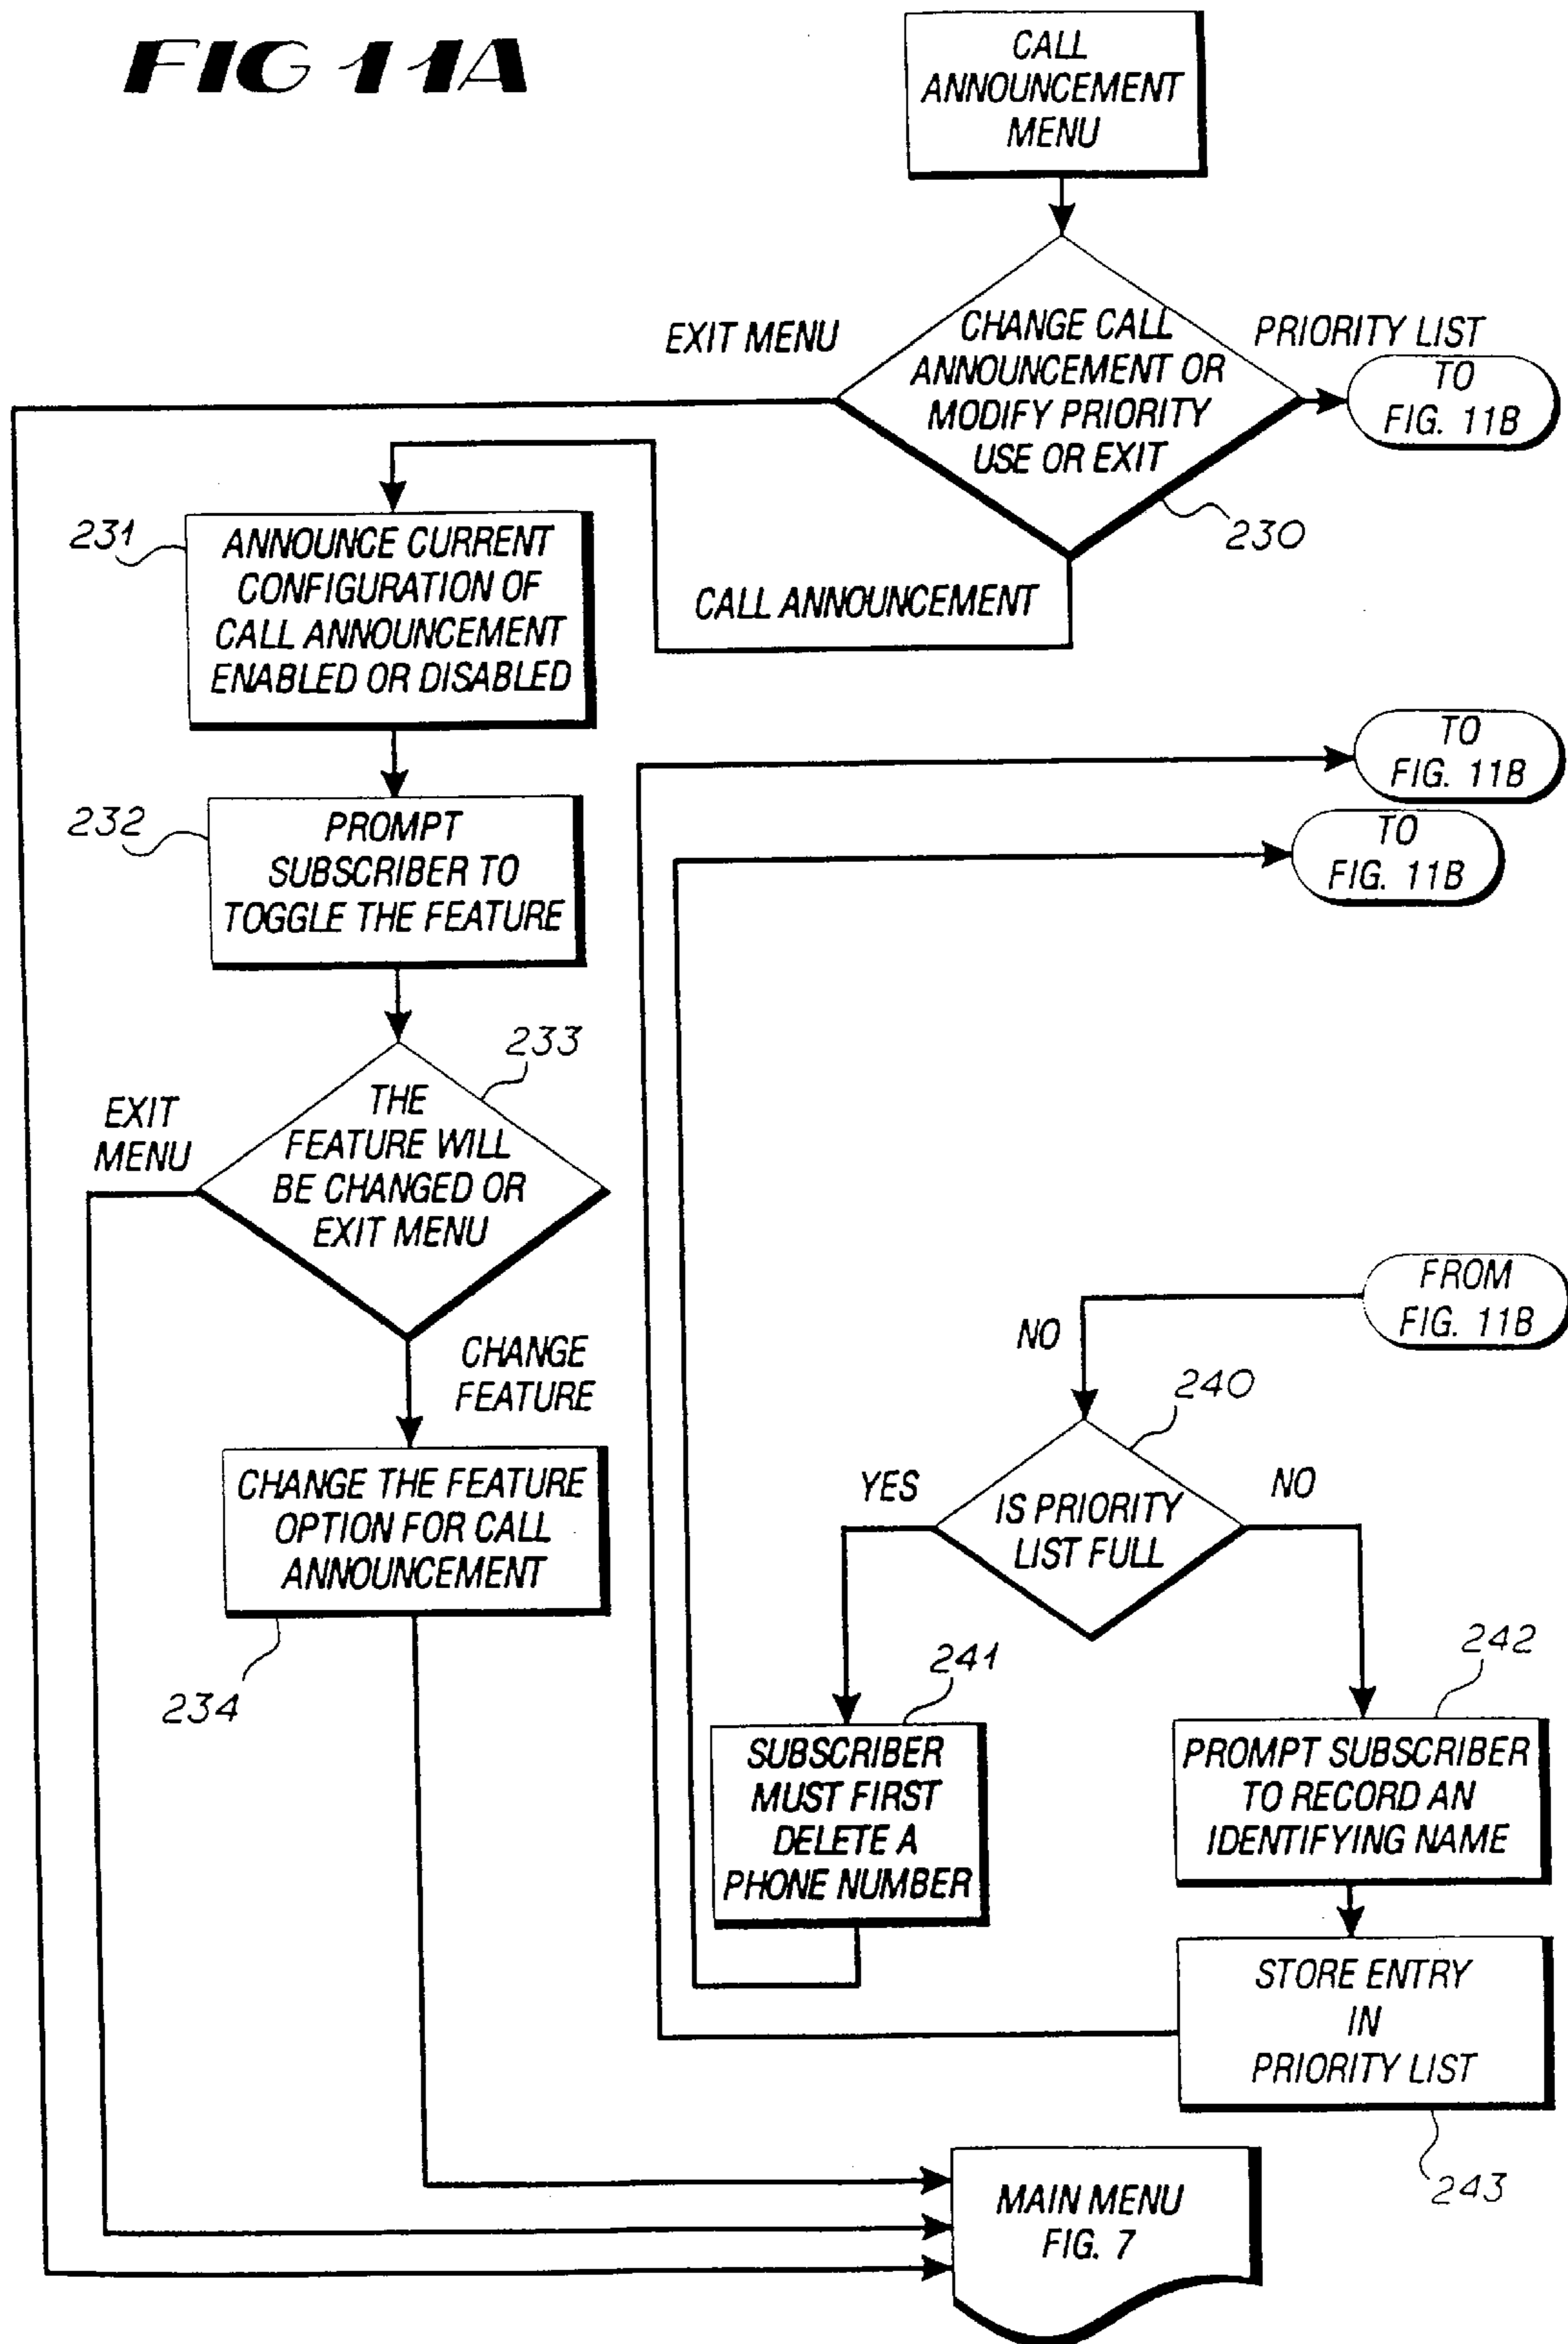 FIG 11A
CALL
ANNOUNCEMENT
MENU
EXIT MENU
CHANGE CALL
ANNOUNCEMENT OR
MODIFY PRIORITY
USE OR EXIT
PRIORITY LIST
TO
FIG. 11B
230
CALL ANNOUNCEMENT
231
ANNOUNCE CURRENT
CONFIGURATION OF
CALL ANNOUNCEMENT
ENABLED OR DISABLED
TO
FIG. 11B
TO
FIG. 11B
232
PROMPT
SUBSCRIBER TO
TOGGLE THE FEATURE
233
THE
FEATURE WILL
BE CHANGED OR
EXIT MENU
EXIT
MENU
CHANGE
FEATURE
FROM
FIG. 11B
NO
240
IS PRIORITY
LIST FULL
YES
NO
CHANGE THE FEATURE
OPTION FOR CALL
ANNOUNCEMENT
234
241
SUBSCRIBER
MUST FIRST
DELETE A
PHONE NUMBER
242
PROMPT SUBSCRIBER
TO RECORD AN
IDENTIFYING NAME
STORE ENTRY
IN
PRIORITY LIST
243
MAIN MENU
FIG. 7